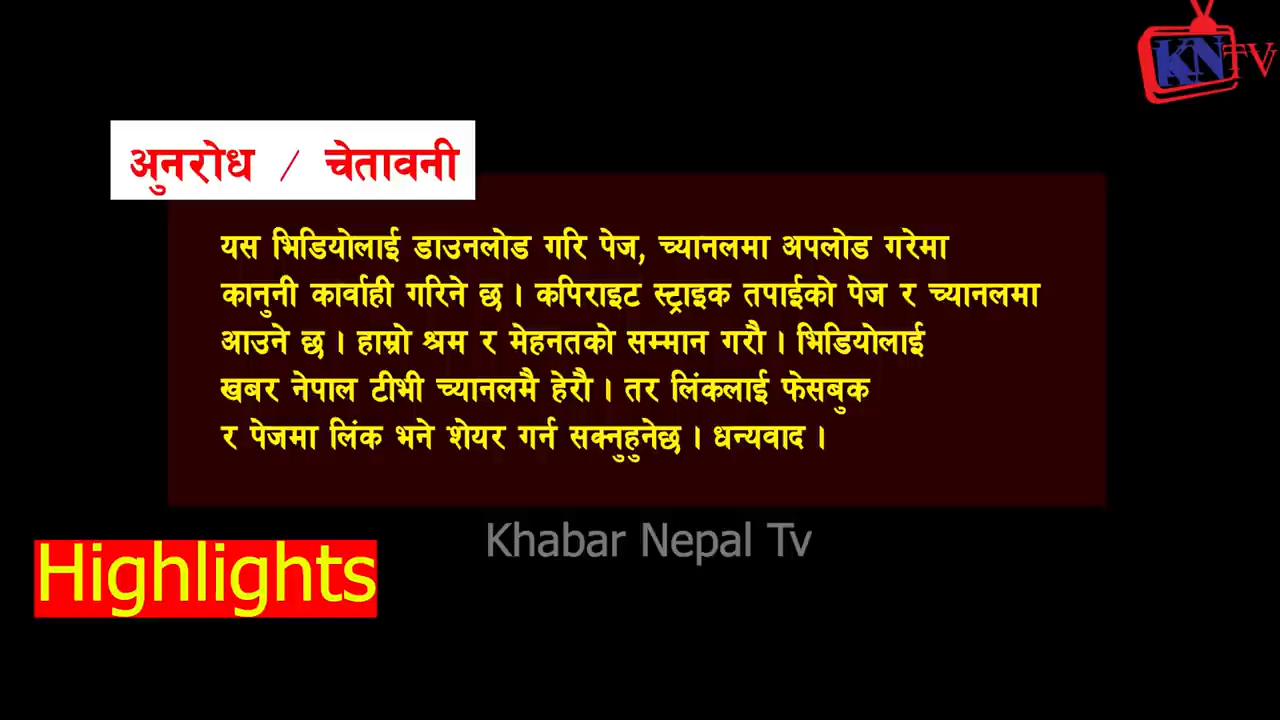 KNTV
अुनरोध / चेतावनी
यस भिडियोलाई डाउनलोड गरि पेज, च्यानलमा अपलोड गरेमा
कानुनी कार्वाही गरिने छ । कपिराइट स्ट्राइक तपाईको पेज र च्यानलमा
आउने छ । हाम्रो श्रम र मेहनतको सम्मान गरौ । भिडियोलाई
खबर नेपाल टीभी च्यानलमै हेरौ । तर लिंकलाई फेसबुक
र पेजमा लिंक भने शेयर गर्न सक्नुहुनेछ । धन्यवाद ।
Khabar Nepal Tv
Highlights